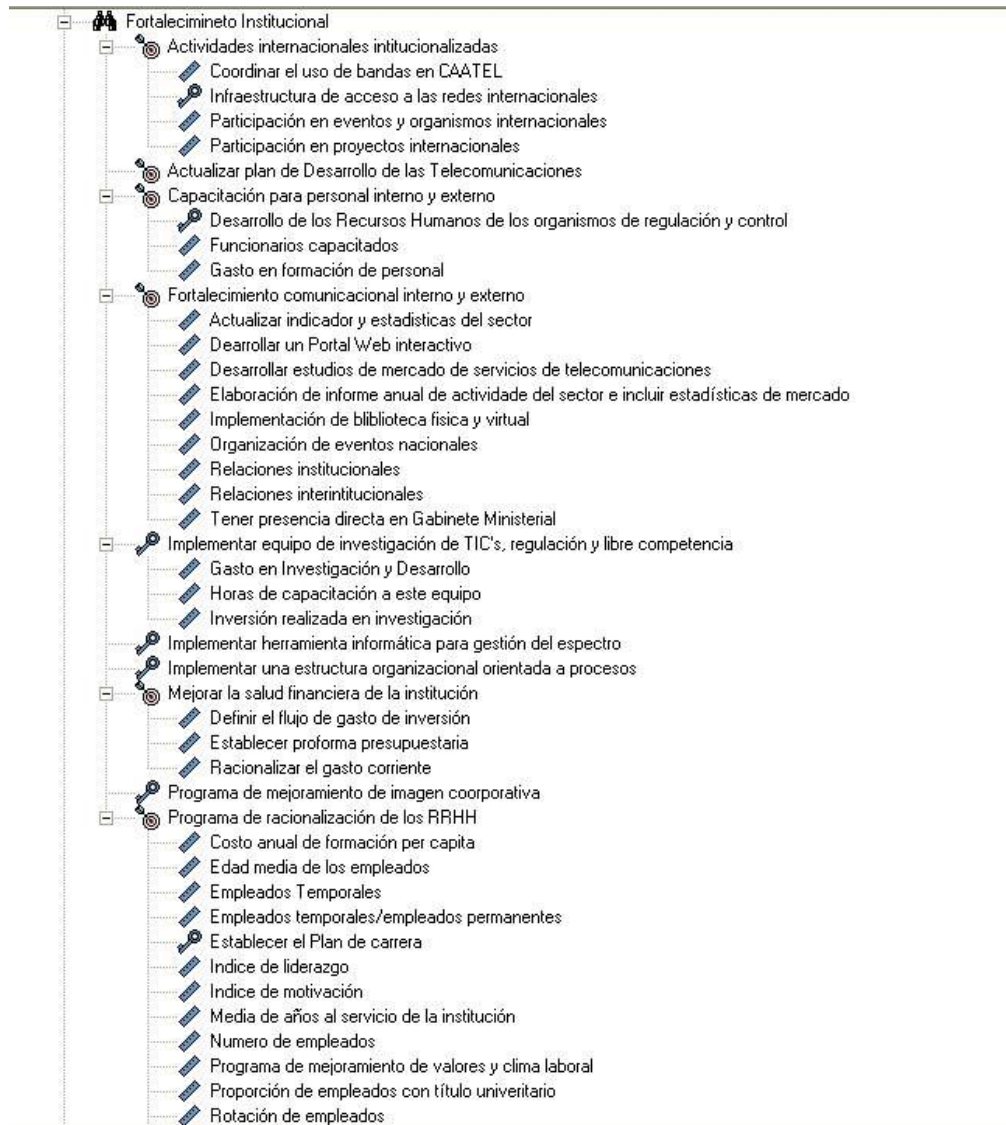 Fortalecimineto Institucional
Actividades internacionales intitucionalizadas
Coordinar el uso de bandas en CAATEL
Infraestructura de acceso a las redes internacionales
Participación en eventos y organismos internacionales
Participación en proyectos internacionales
Actualizar plan de Desarrollo de las Telecomunicaciones
Capacitación para personal interno y externo
Desarrollo de los Recursos Humanos de los organismos de regulación y control
Funcionarios capacitados
Gasto en formación de personal
Fortalecimiento comunicacional interno y externo
Actualizar indicador y estadisticas del sector
Dearrollar un Portal Web interactivo
Desarrollar estudios de mercado de servicios de telecomunicaciones
Elaboración de informe anual de actividade del sector e incluir estadísticas de mercado
Implementación de bliblioteca fisica y virtual
Organización de eventos nacionales
Relaciones institucionales
Relaciones interintitucionales
Tener presencia directa en Gabinete Ministerial
Implementar equipo de investigación de TIC's, regulación y libre competencia
Gasto en Investigación y Desarrollo
Horas de capacitación a este equipo
Inversión realizada en investigación
Implementar herramienta informática para gestión del espectro
Implementar una estructura organizacional orientada a procesos
Mejorar la salud financiera de la institución
Definir el flujo de gasto de inversión
Establecer proforma presupuestaria
Racionalizar el gasto corriente
Programa de mejoramiento de imagen coorporativa
Programa de racionalización de los RRHH
Costo anual de formación per capita
Edad media de los empleados
Empleados Temporales
Empleados temporales/empleados permanentes
Establecer el Plan de carrera
Indice de liderazgo
Indice de motivación
Media de años al servicio de la institución
Numero de empleados
Programa de mejoramiento de valores y clima laboral
Proporción de empleados con título univeritario
Rotación de empleados